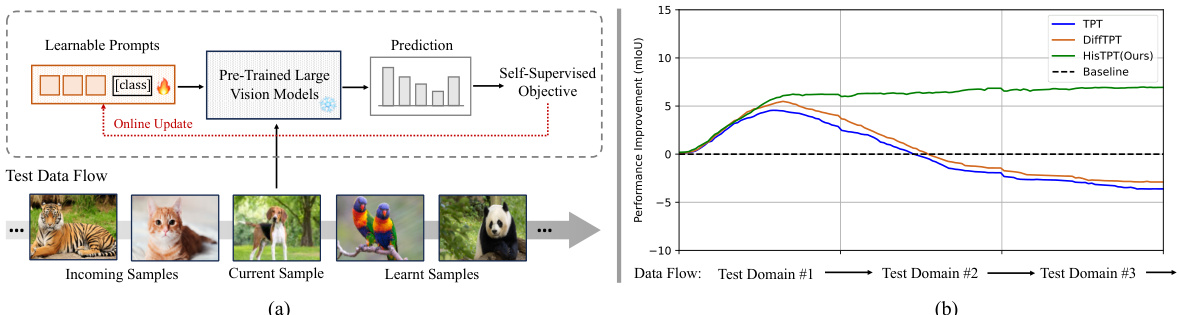 Learnable Prompts
[class]
Pre-Trained Large
Vision Models
Prediction
Self-Supervised
Objective
Online Update
Test Data Flow
...
...
Incoming Samples
Current Sample
Learnt Samples
(a)
Performance Improvement (mIoU)
15
10
5
0
−5
−10
TPT
DiffTPT
HisTPT(Ours)
Baseline
Data Flow: Test Domain #1 Test Domain #2 Test Domain #3
(b)